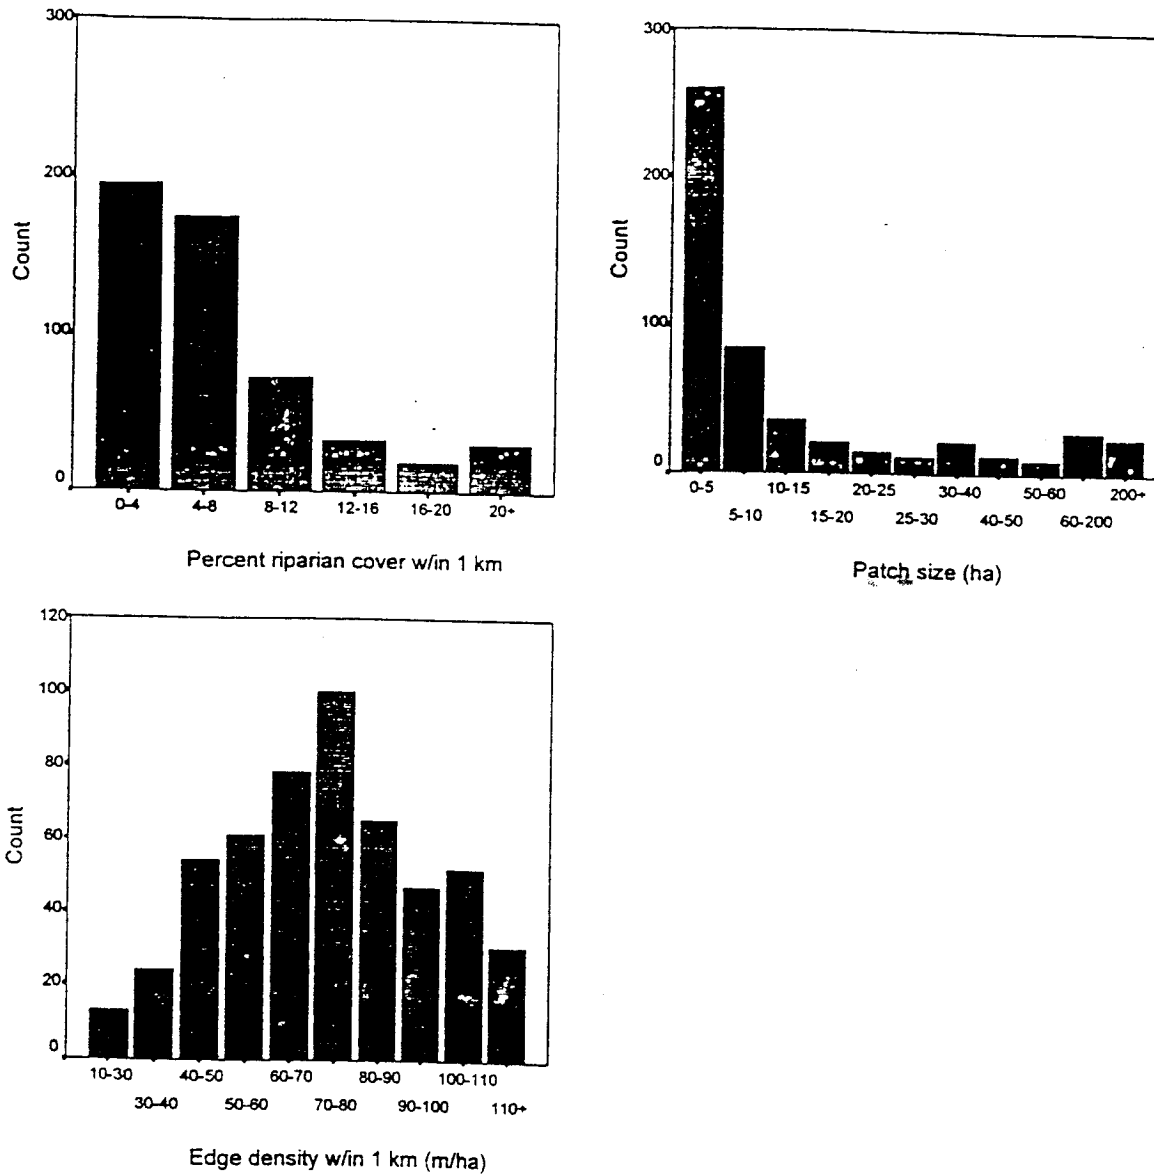 300
200
100
0
Count
0-4 4-8 8-12 12-16 16-20 20+
Percent riparian cover w/in 1 km
300
200
100
0
Count
0-5 10-15 20-25 30-40 50-60 200+
5-10 15-20 25-30 40-50 60-200
Patch size (ha)
120
100
80
60
40
20
0
Count
10-30 40-50 60-70 80-90 100-110
30-40 50-60 70-80 90-100 110+
Edge density w/in 1 km (m/ha)